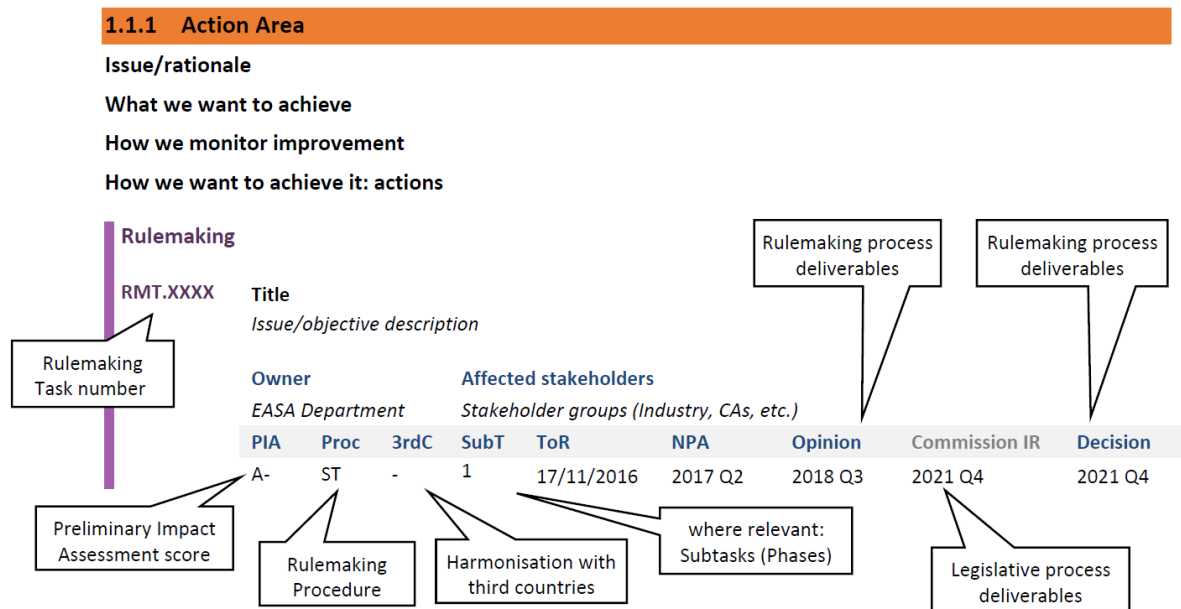 1.1.1 Action Area
Issue/rationale
What we want to achieve
How we monitor improvement
How we want to achieve it: actions
Rulemaking
Rulemaking process
deliverables
Rulemaking process
deliverables
RMT.XXXX
Title
Issue/objective description
Rulemaking
Task number
Owner
Affected stakeholders
EASA Department
Stakeholder groups (Industry, CAs, etc.)
PIA Proc 3rdC SubT ToR NPA Opinion Commission IR Decision
A- ST - 1 17/11/2016 2017 Q2 2018 Q3 2021 Q4 2021 Q4
Preliminary Impact
Assessment score
Rulemaking
Procedure
Harmonisation with
third countries
where relevant:
Subtasks (Phases)
Legislative process
deliverables